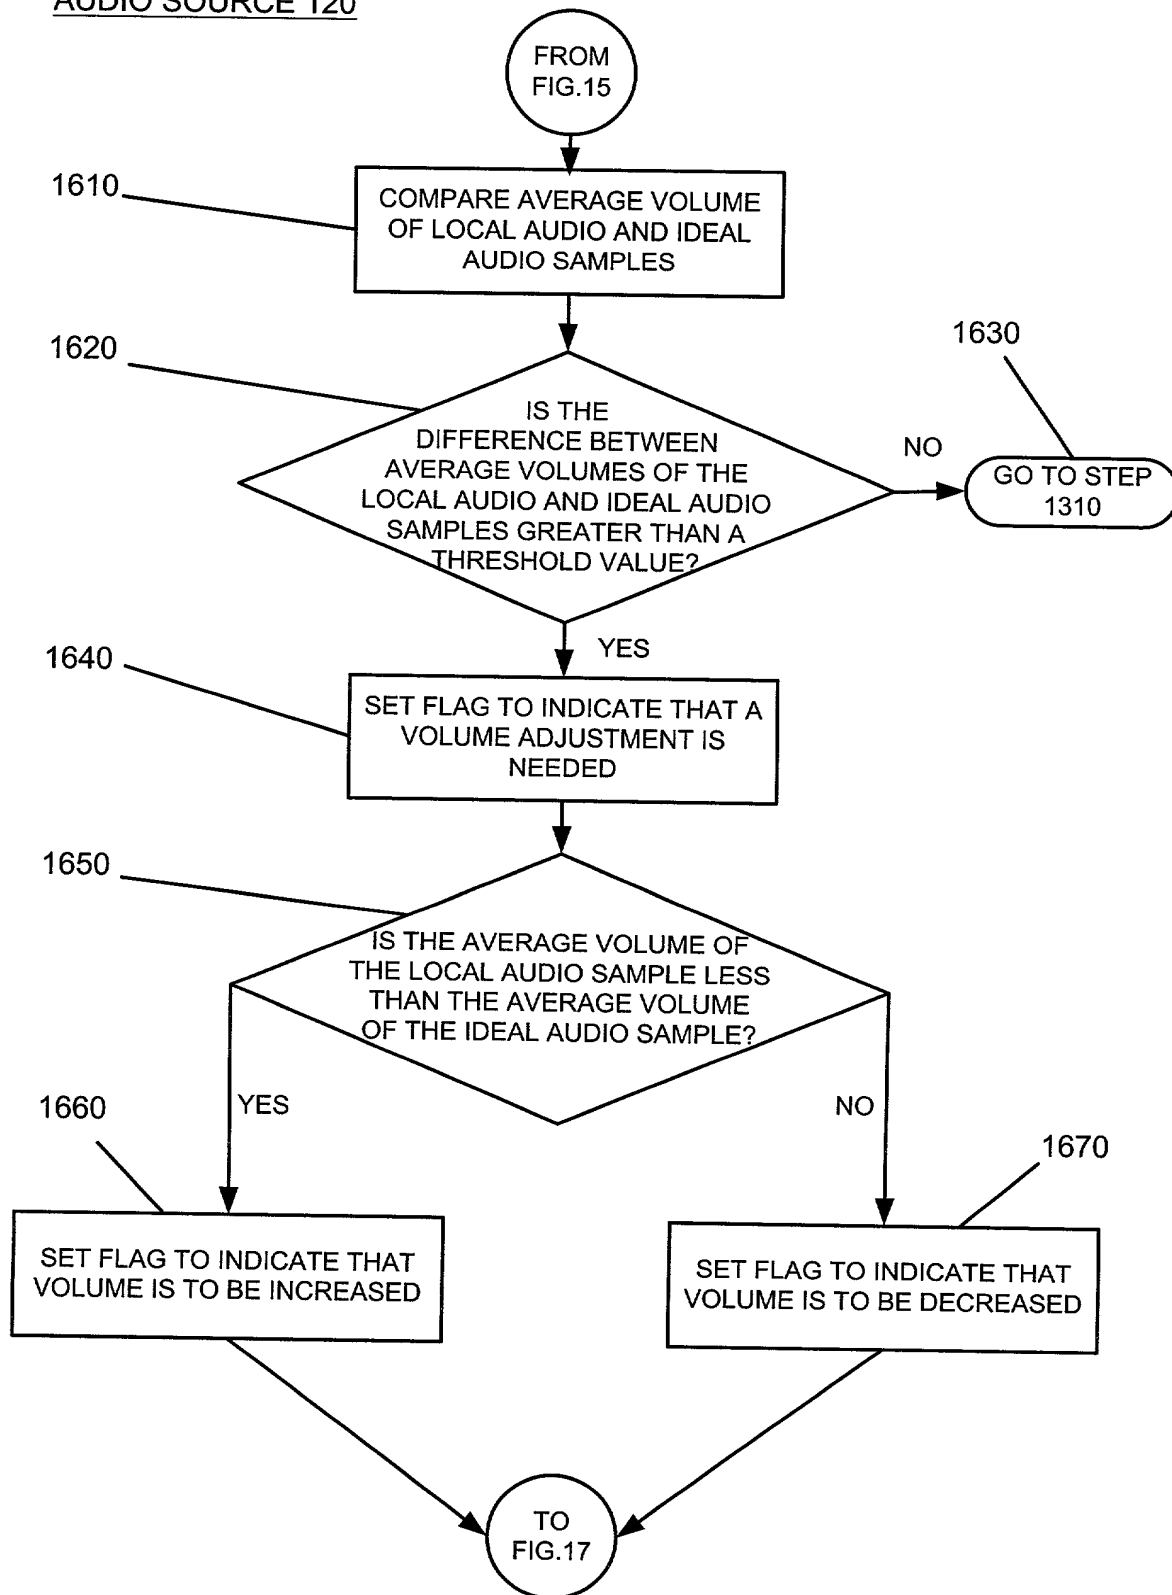 AUDIO SOURCE 120
FROM
FIG.15
1610
COMPARE AVERAGE VOLUME
OF LOCAL AUDIO AND IDEAL
AUDIO SAMPLES
1620
IS THE
DIFFERENCE BETWEEN
AVERAGE VOLUMES OF THE
LOCAL AUDIO AND IDEAL AUDIO
SAMPLES GREATER THAN A
THRESHOLD VALUE?
NO
1630
GO TO STEP
1310
YES
1640
SET FLAG TO INDICATE THAT A
VOLUME ADJUSTMENT IS
NEEDED
1650
IS THE AVERAGE VOLUME OF
THE LOCAL AUDIO SAMPLE LESS
THAN THE AVERAGE VOLUME
OF THE IDEAL AUDIO SAMPLE?
YES
NO
1660
SET FLAG TO INDICATE THAT
VOLUME IS TO BE INCREASED
1670
SET FLAG TO INDICATE THAT
VOLUME IS TO BE DECREASED
TO
FIG.17